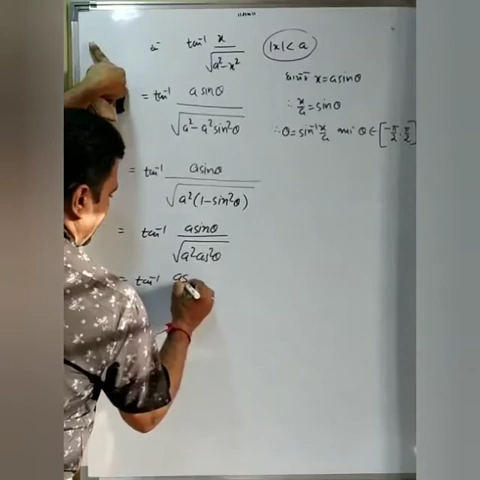 tan⁻¹ x/√(a²-x²) |x| < a
x = a sinθ
= tan⁻¹ a sinθ/√(a²-a²sin²θ)
∴ x/a = sinθ
∴ θ = sin⁻¹ x/a θ ∈ [-π/2, π/2]
= tan⁻¹ a sinθ/√(a²(1-sin²θ))
= tan⁻¹ a sinθ/√(a²cos²θ)
= tan⁻¹ as